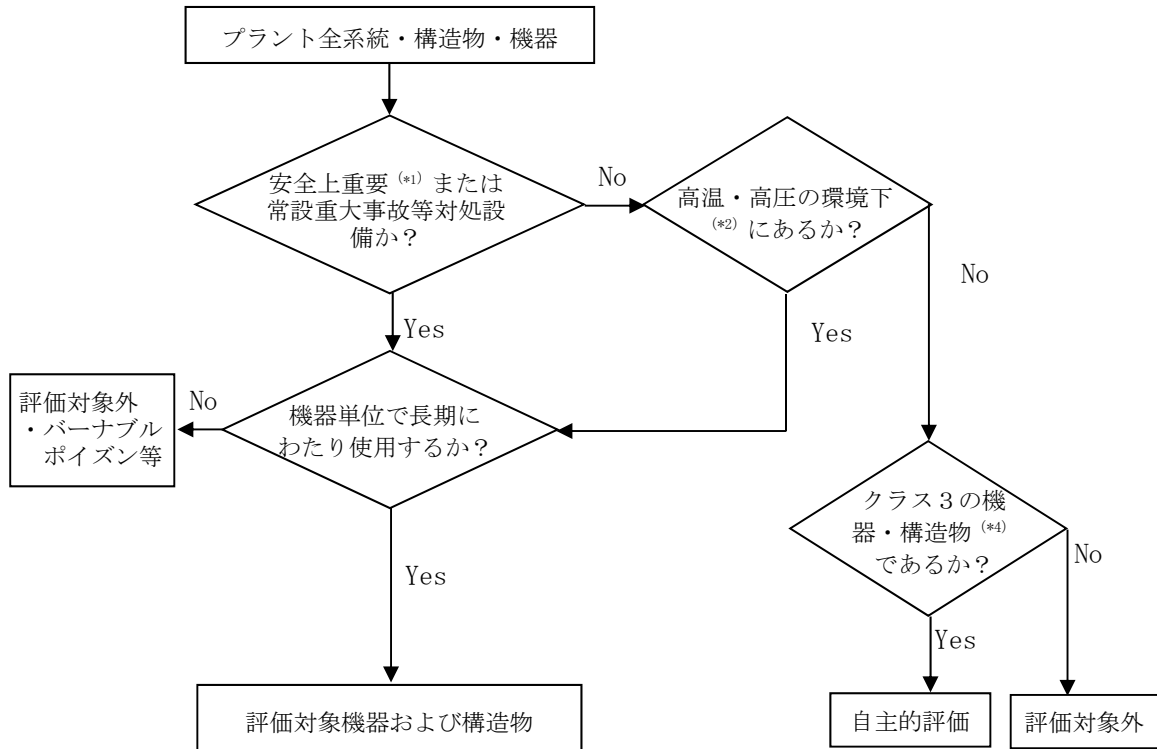 プラント全系統・構造物・機器
安全上重要(*1)または
常設重大事故等対処設
備か?
No
高温・高圧の環境下
(*2)にあるか?
No
Yes
Yes
評価対象外
・バーナブル
ポイズン等
No
機器単位で長期に
わたり使用するか?
クラス3の機
器・構造物(*4)
であるか?
Yes
No
Yes
評価対象機器および構造物
自主的評価
評価対象外